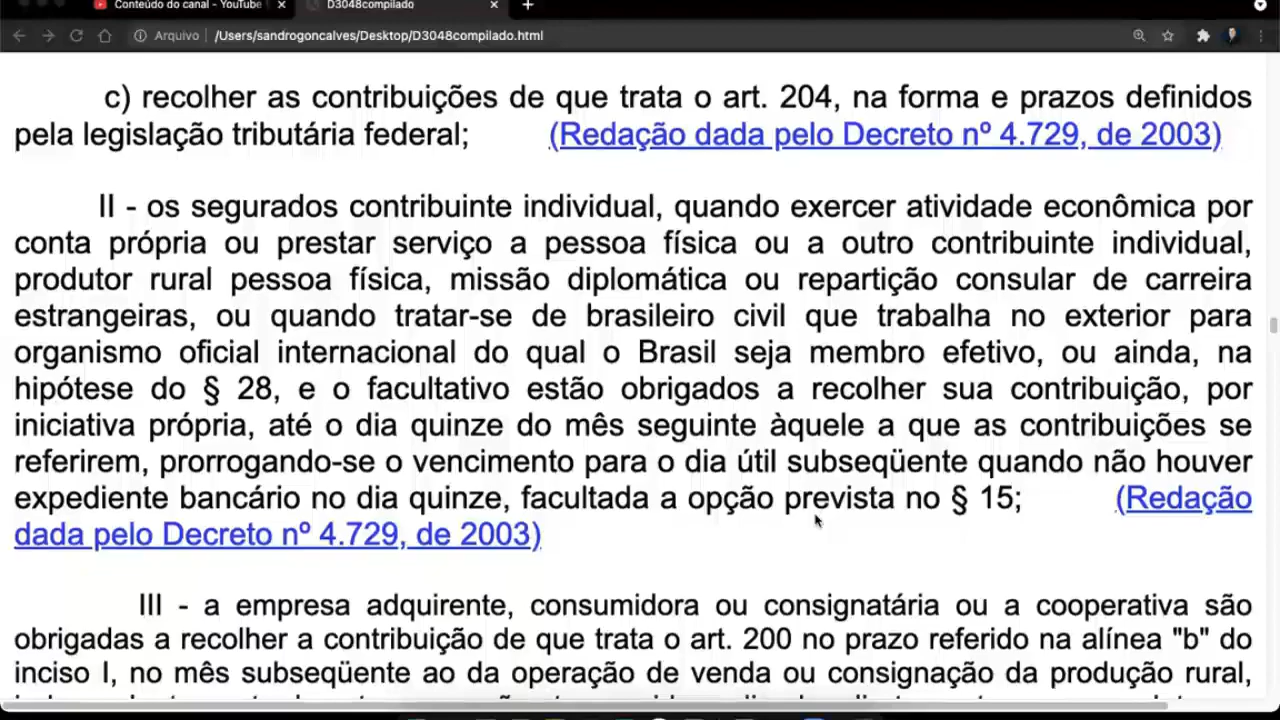 Conteúdo do canal - YouTube
D3048compilado
Arquivo
/Users/sandrogoncalves/Desktop/D3048compilado.html
c) recolher as contribuições de que trata o art. 204, na forma e prazos definidos
pela legislação tributária federal; (Redação dada pelo Decreto nº 4.729, de 2003)
II - os segurados contribuinte individual, quando exercer atividade econômica por
conta própria ou prestar serviço a pessoa física ou a outro contribuinte individual,
produtor rural pessoa física, missão diplomática ou repartição consular de carreira
estrangeiras, ou quando tratar-se de brasileiro civil que trabalha no exterior para
organismo oficial internacional do qual o Brasil seja membro efetivo, ou ainda, na
hipótese do § 28, e o facultativo estão obrigados a recolher sua contribuição, por
iniciativa própria, até o dia quinze do mês seguinte àquele a que as contribuições se
referirem, prorrogando-se o vencimento para o dia útil subseqüente quando não houver
expediente bancário no dia quinze, facultada a opção prevista no § 15; (Redação
dada pelo Decreto nº 4.729, de 2003)
III - a empresa adquirente, consumidora ou consignatária ou a cooperativa são
obrigadas a recolher a contribuição de que trata o art. 200 no prazo referido na alínea "b" do
inciso I, no mês subseqüente ao da operação de venda ou consignação da produção rural,